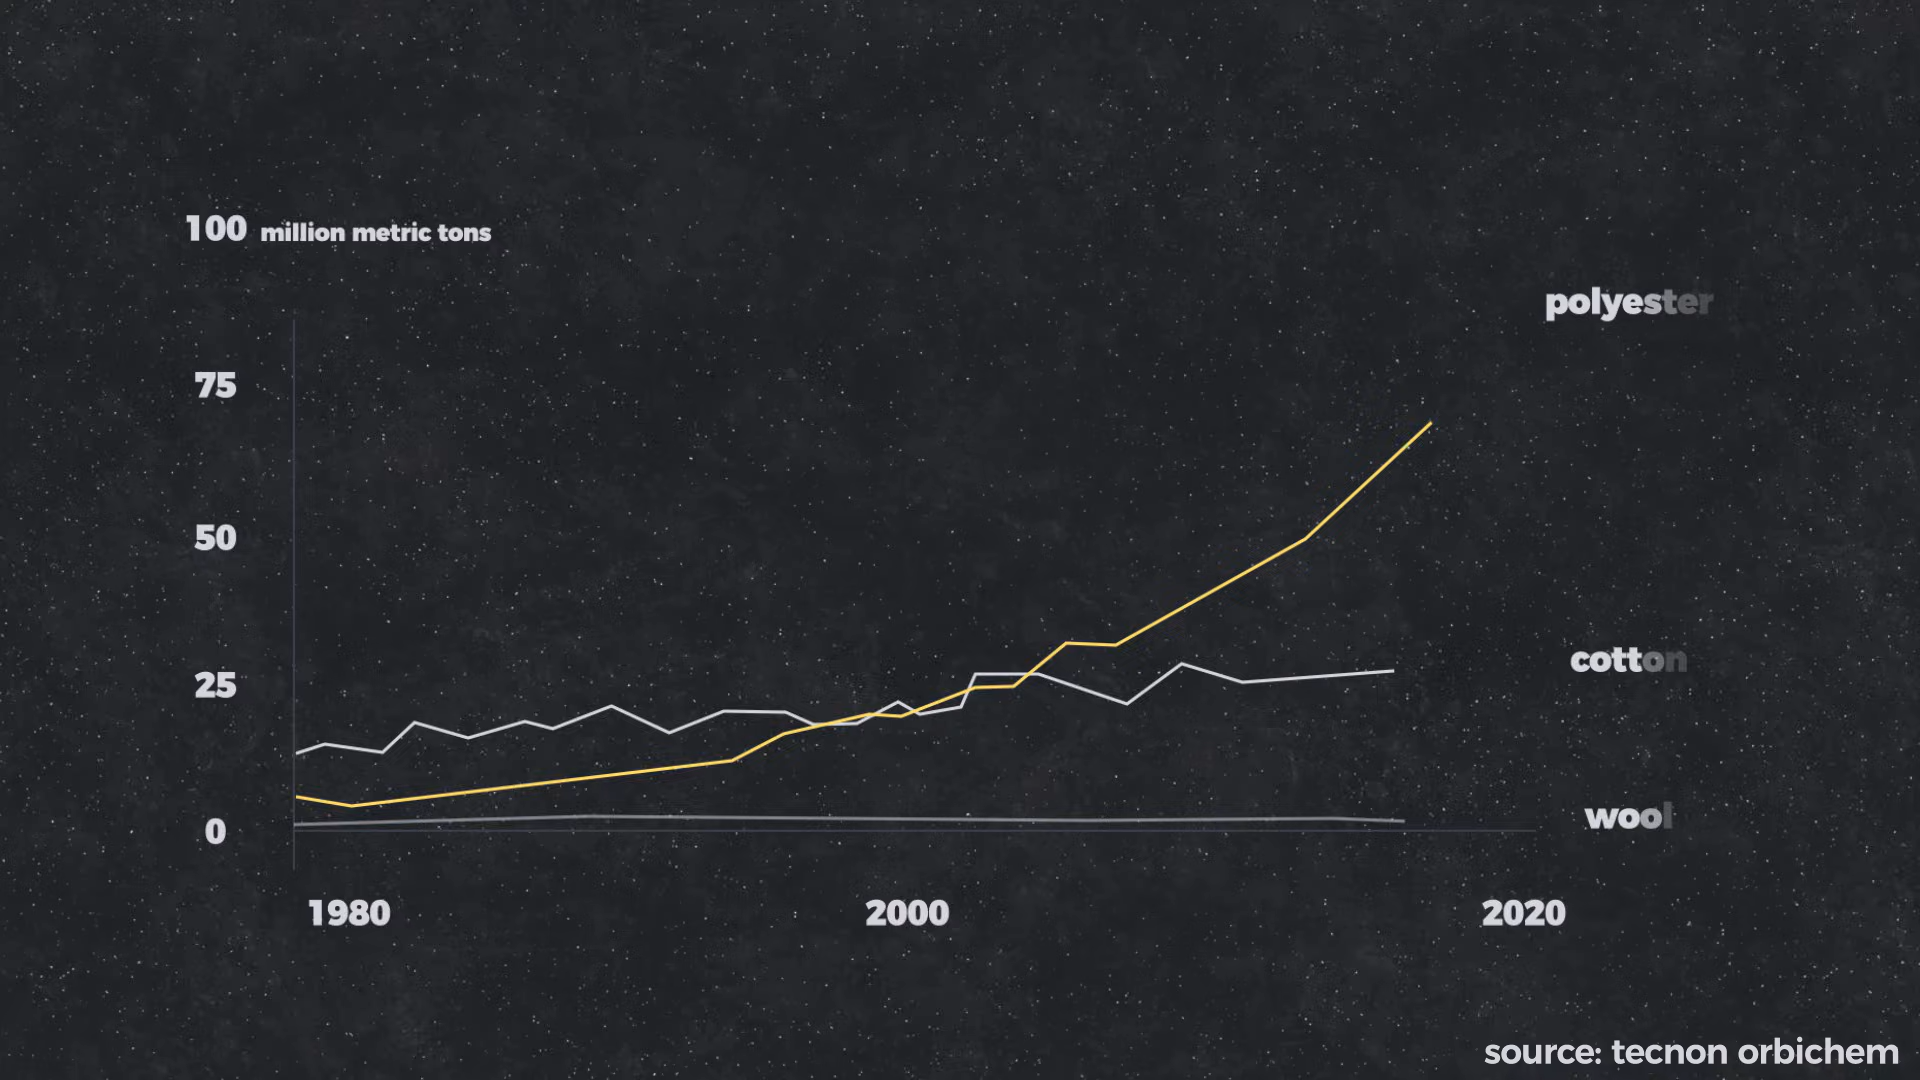 100 million metric tons
polyester
75
50
cotton
25
wool
0
1980 2000 2020
source: tecnon orbichem